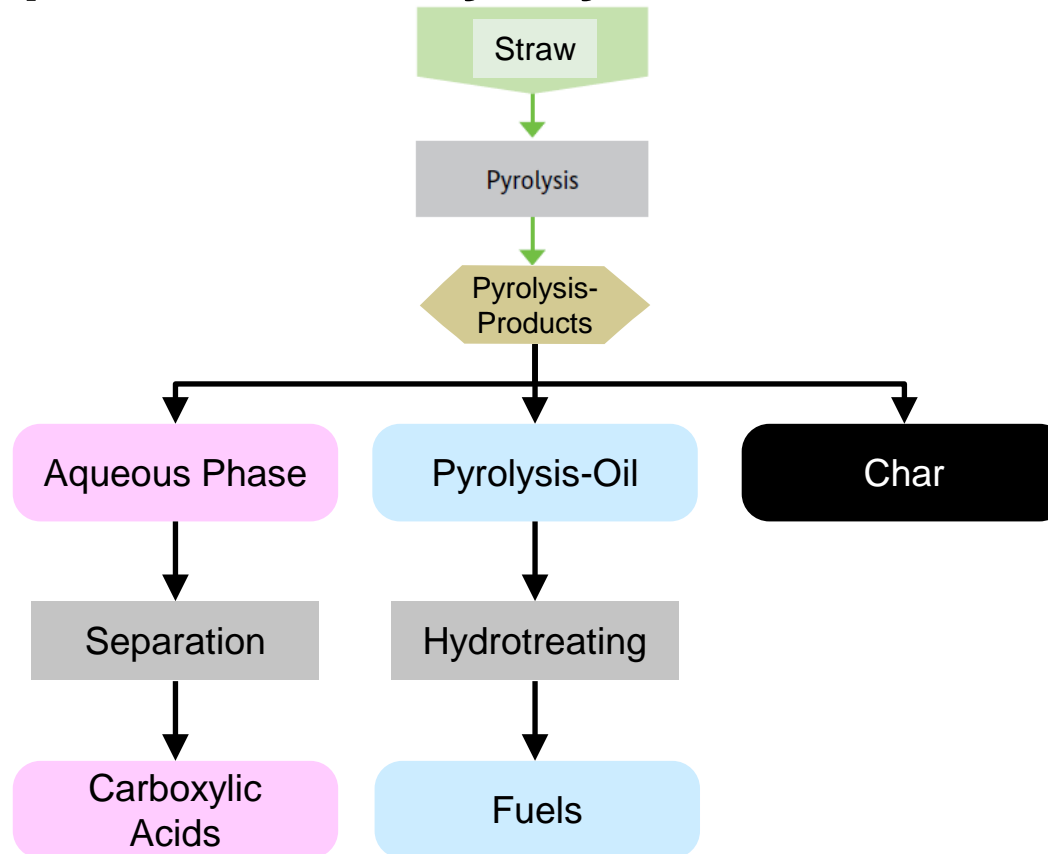 Straw
Pyrolysis
Pyrolysis-
Products
Aqueous Phase
Pyrolysis-Oil
Char
Separation
Hydrotreating
Carboxylic
Acids
Fuels